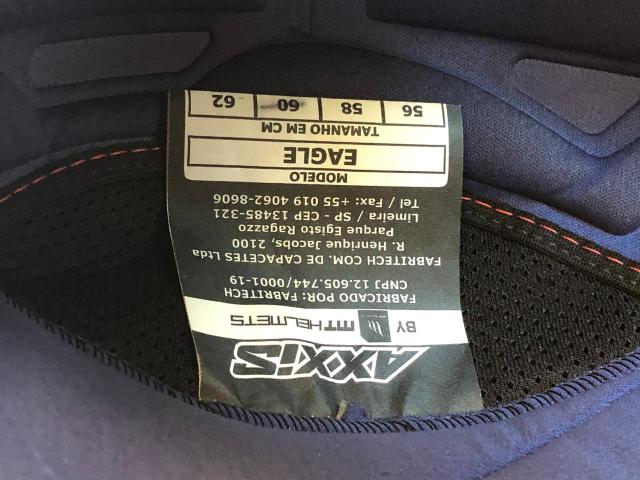 AXXIS
BY MT HELMETS
FABRICADO POR: FABRITECH
CNPJ 12.605.744/0001-19
FABRITECH COM. DE CAPACETES Ltda
R. Henrique Jacobs, 2100
Parque Egisto Ragazzo
Limeira / SP - CEP 13485-321
Tel / Fax: +55 019 4062-8606
MODELO
EAGLE
TAMANHO EM CM
56 58 60 62